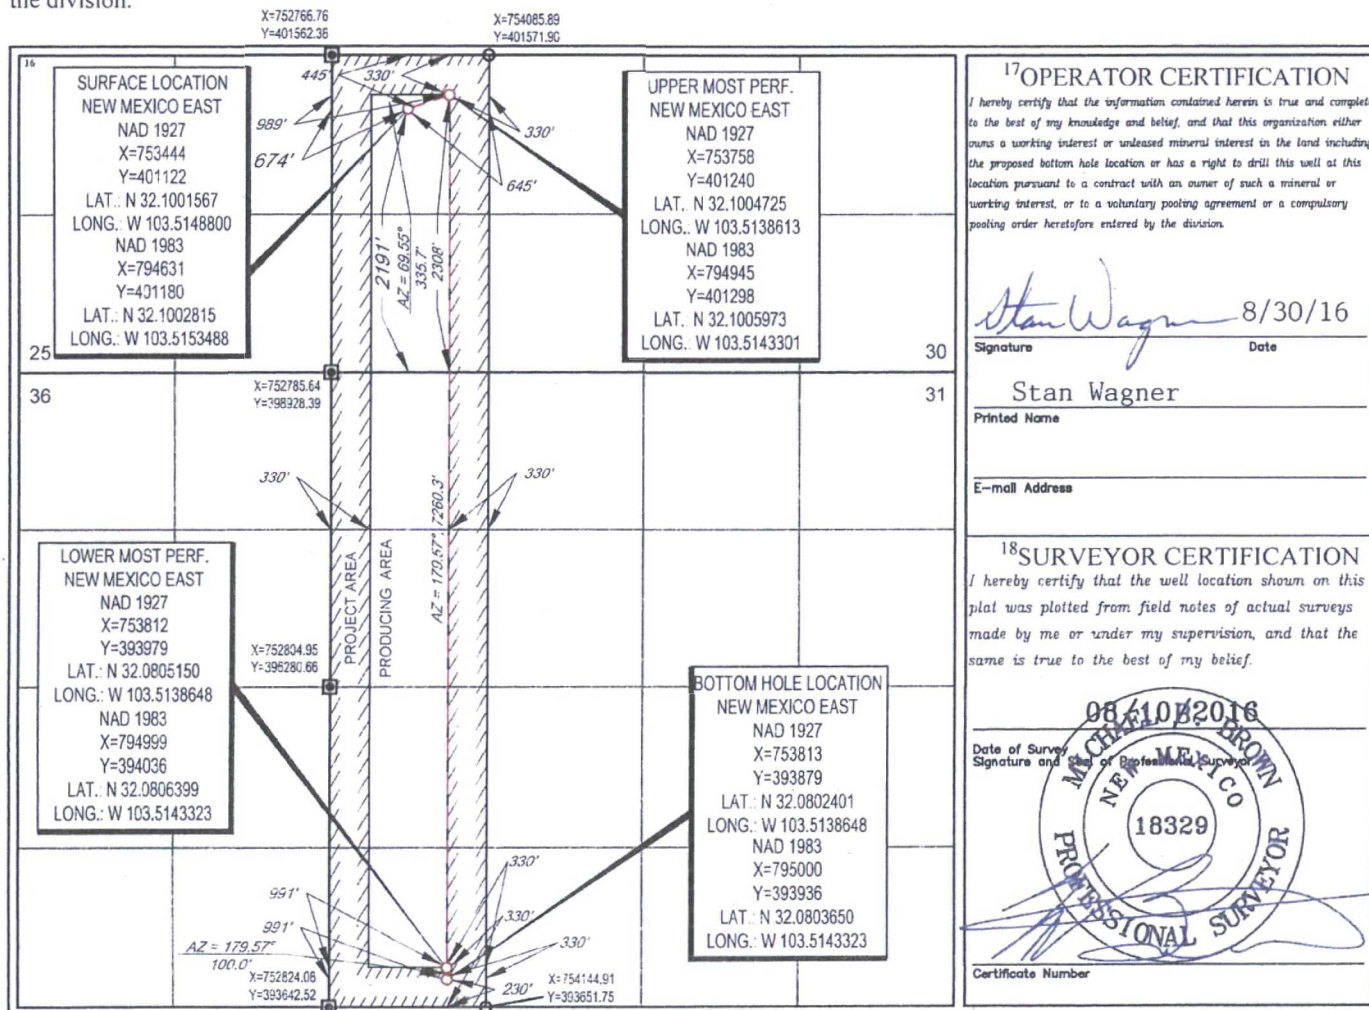 the division.
X=752766.76
Y=401562.36
X=754085.89
Y=401571.90
16
SURFACE LOCATION
NEW MEXICO EAST
NAD 1927
X=753444
Y=401122
LAT.: N 32.1001567
LONG.: W 103.5148800
NAD 1983
X=794631
Y=401180
LAT.: N 32.1002815
LONG.: W 103.5153488
445'
330'
989'
674'
330'
645'
2191'
AZ = 69.55°
335.7'
2308'
UPPER MOST PERF.
NEW MEXICO EAST
NAD 1927
X=753758
Y=401240
LAT.: N 32.1004725
LONG.: W 103.5138613
NAD 1983
X=794945
Y=401298
LAT.: N 32.1005973
LONG.: W 103.5143301
25
30
36
31
X=752785.64
Y=398928.39
330'
330'
AZ = 179.57°, 7260.3'
PROJECT AREA
PRODUCING AREA
X=752804.95
Y=396280.66
LOWER MOST PERF.
NEW MEXICO EAST
NAD 1927
X=753812
Y=393979
LAT.: N 32.0805150
LONG.: W 103.5138648
NAD 1983
X=794999
Y=394036
LAT.: N 32.0806399
LONG.: W 103.5143323
BOTTOM HOLE LOCATION
NEW MEXICO EAST
NAD 1927
X=753813
Y=393879
LAT.: N 32.0802401
LONG.: W 103.5138648
NAD 1983
X=795000
Y=393936
LAT.: N 32.0803650
LONG.: W 103.5143323
991'
991'
AZ = 179.57°
100.0'
330'
330'
330'
230'
X=752824.08
Y=393642.52
X=754144.91
Y=393651.75
17 OPERATOR CERTIFICATION
I hereby certify that the information contained herein is true and complete
to the best of my knowledge and belief, and that this organization either
owns a working interest or unleased mineral interest in the land including
the proposed bottom hole location or has a right to drill this well at this
location pursuant to a contract with an owner of such a mineral or
working interest, or to a voluntary pooling agreement or a compulsory
pooling order heretofore entered by the division.
Stan Wagner 8/30/16
Signature Date
Stan Wagner
Printed Name
E-mail Address
18 SURVEYOR CERTIFICATION
I hereby certify that the well location shown on this
plat was plotted from field notes of actual surveys
made by me or under my supervision, and that the
same is true to the best of my belief.
08/10/2016
Date of Survey
Signature and Seal of Professional Surveyor:
MICHAEL B. BROWN
NEW MEXICO
18329
PROFESSIONAL SURVEYOR
Certificate Number